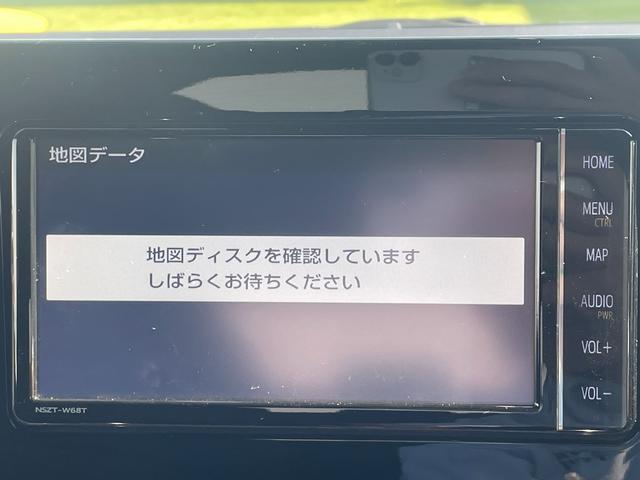 地図データ
地図ディスクを確認しています
しばらくお待ちください
HOME
MENU
CTRL
MAP
AUDIO
PWR
VOL+
VOL-
NSZT-W68T